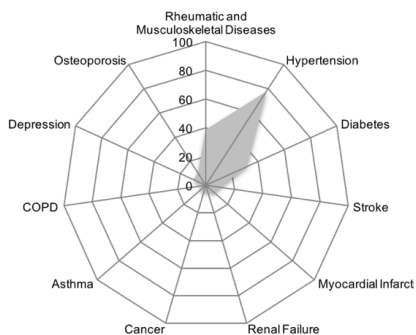 Rheumatic and
Musculoskeletal Diseases
100
80
60
40
20
0
Hypertension
Diabetes
Stroke
Myocardial Infarcti
Renal Failure
Cancer
Asthma
COPD
Depression
Osteoporosis